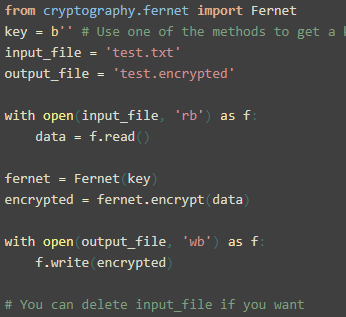 from cryptography.fernet import Fernet
key = b'' # Use one of the methods to get a
input_file = 'test.txt'
output_file = 'test.encrypted'
with open(input_file, 'rb') as f:
data = f.read()
fernet = Fernet(key)
encrypted = fernet.encrypt(data)
with open(output_file, 'wb') as f:
f.write(encrypted)
# You can delete input_file if you want